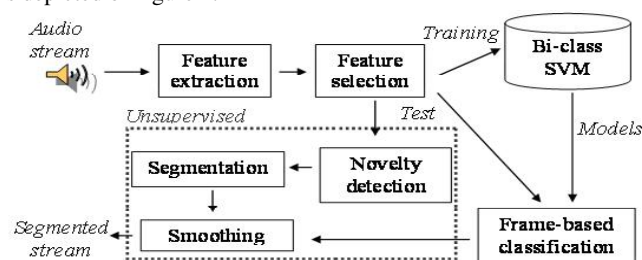 Audio
stream
Feature
extraction
Feature
selection
Training
Bi-class
SVM
Unsupervised
Test
Models
Segmentation
Novelty
detection
Segmented
stream
Smoothing
Frame-based
classification